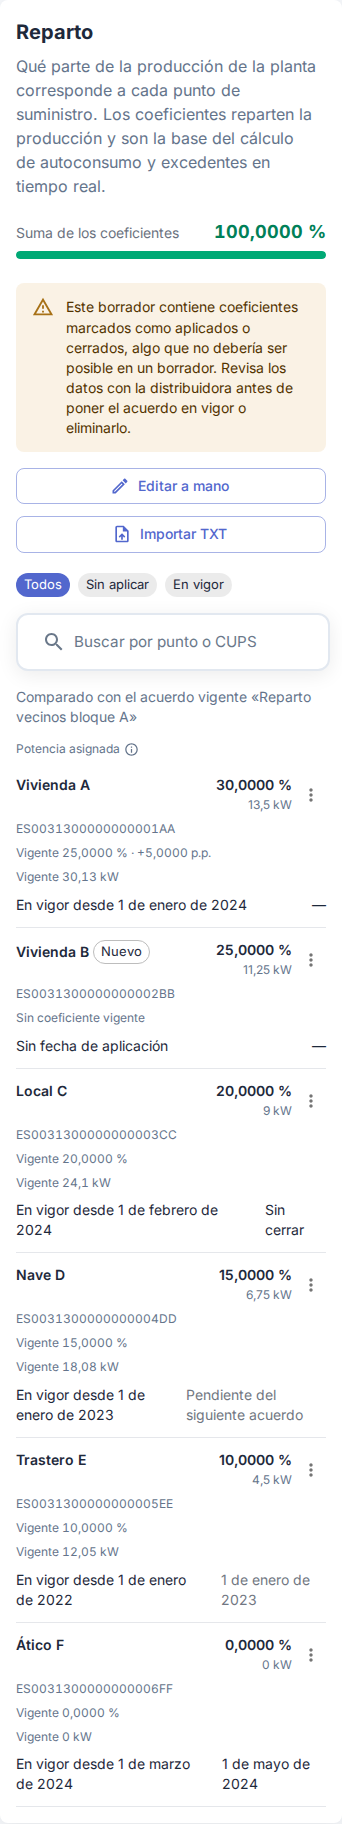 Reparto
Qué parte de la producción de la planta
corresponde a cada punto de
suministro. Los coeficientes reparten la
producción y son la base del cálculo
de autoconsumo y excedentes en
tiempo real.
Suma de los coeficientes 100,0000 %
Este borrador contiene coeficientes
marcados como aplicados o
cerrados, algo que no debería ser
posible en un borrador. Revisa los
datos con la distribuidora antes de
poner el acuerdo en vigor o
eliminarlo.
Editar a mano
Importar TXT
Todos Sin aplicar En vigor
Buscar por punto o CUPS
Comparado con el acuerdo vigente «Reparto
vecinos bloque A»
Potencia asignada
Vivienda A 30,0000 %
13,5 kW
ES0031300000000001AA
Vigente 25,0000 % · +5,0000 p.p.
Vigente 30,13 kW
En vigor desde 1 de enero de 2024 —
Vivienda B Nuevo 25,0000 %
11,25 kW
ES0031300000000002BB
Sin coeficiente vigente
Sin fecha de aplicación —
Local C 20,0000 %
9 kW
ES0031300000000003CC
Vigente 20,0000 %
Vigente 24,1 kW
En vigor desde 1 de febrero de Sin
2024 cerrar
Nave D 15,0000 %
6,75 kW
ES0031300000000004DD
Vigente 15,0000 %
Vigente 18,08 kW
En vigor desde 1 de Pendiente del
enero de 2023 siguiente acuerdo
Trastero E 10,0000 %
4,5 kW
ES0031300000000005EE
Vigente 10,0000 %
Vigente 12,05 kW
En vigor desde 1 de enero 1 de enero de
de 2022 2023
Ático F 0,0000 %
0 kW
ES0031300000000006FF
Vigente 0,0000 %
Vigente 0 kW
En vigor desde 1 de marzo 1 de mayo de
de 2024 2024